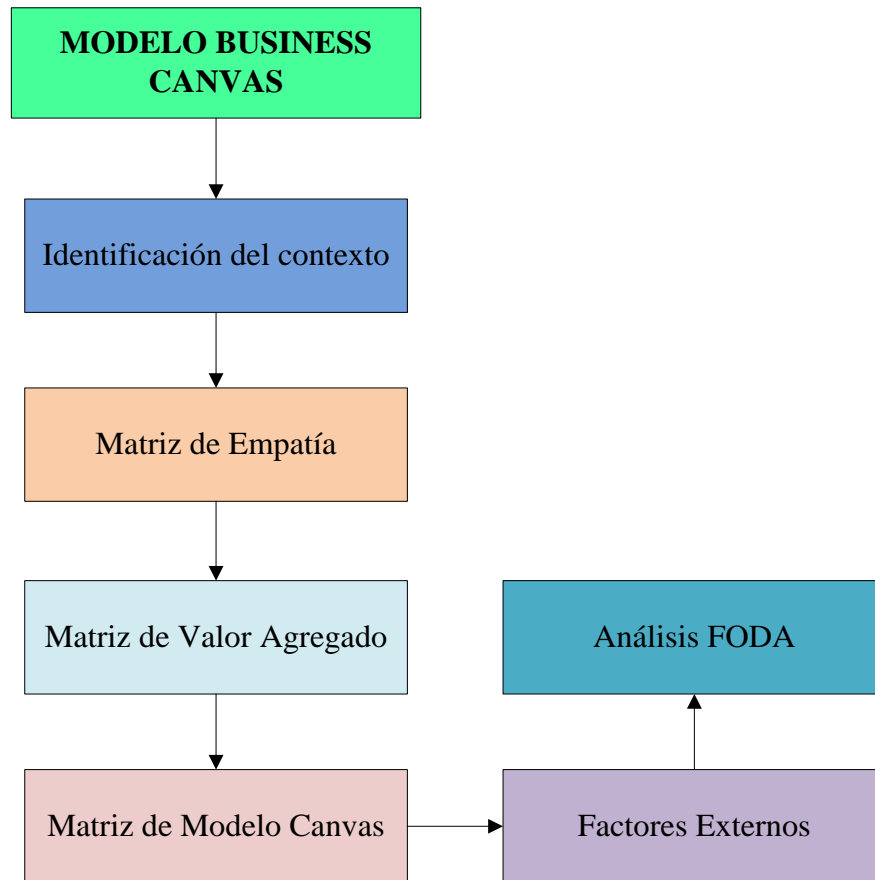 MODELO BUSINESS
CANVAS
Identificación del contexto
Matriz de Empatía
Matriz de Valor Agregado
Análisis FODA
Matriz de Modelo Canvas
Factores Externos